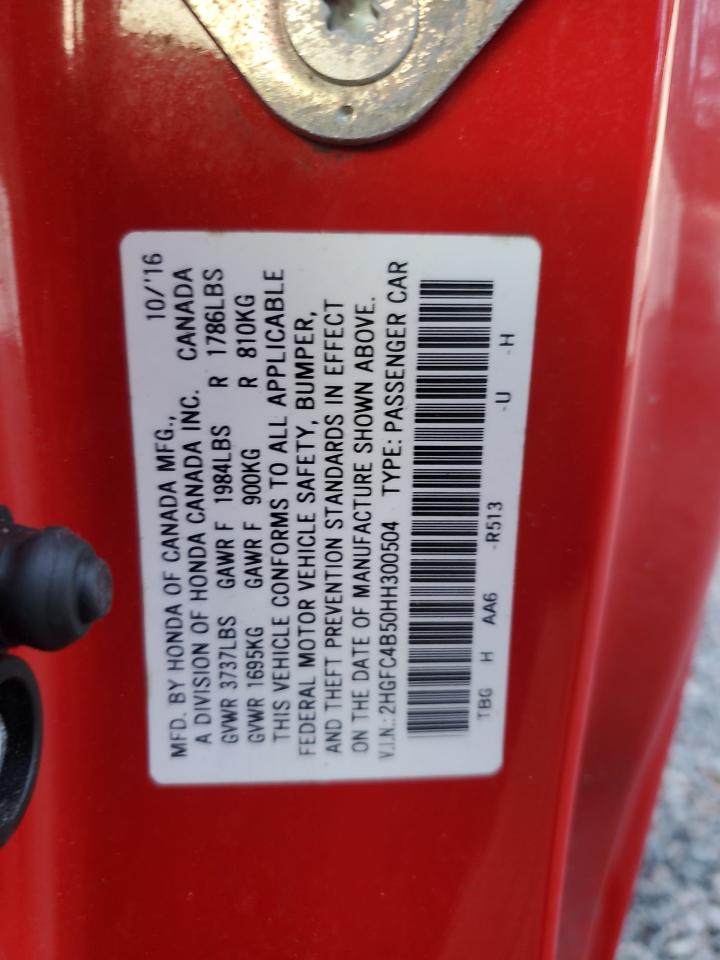 10/'16
MFD. BY HONDA OF CANADA MFG.,
A DIVISION OF HONDA CANADA INC. CANADA
GVWR 3737LBS GAWR F 1984LBS R 1786LBS
GVWR 1695KG GAWR F 900KG R 810KG
THIS VEHICLE CONFORMS TO ALL APPLICABLE
FEDERAL MOTOR VEHICLE SAFETY, BUMPER,
AND THEFT PREVENTION STANDARDS IN EFFECT
ON THE DATE OF MANUFACTURE SHOWN ABOVE.
V.I.N.: 2HGFC4B50HH300504 TYPE: PASSENGER CAR
TBG H AA6 -R513 -U -H